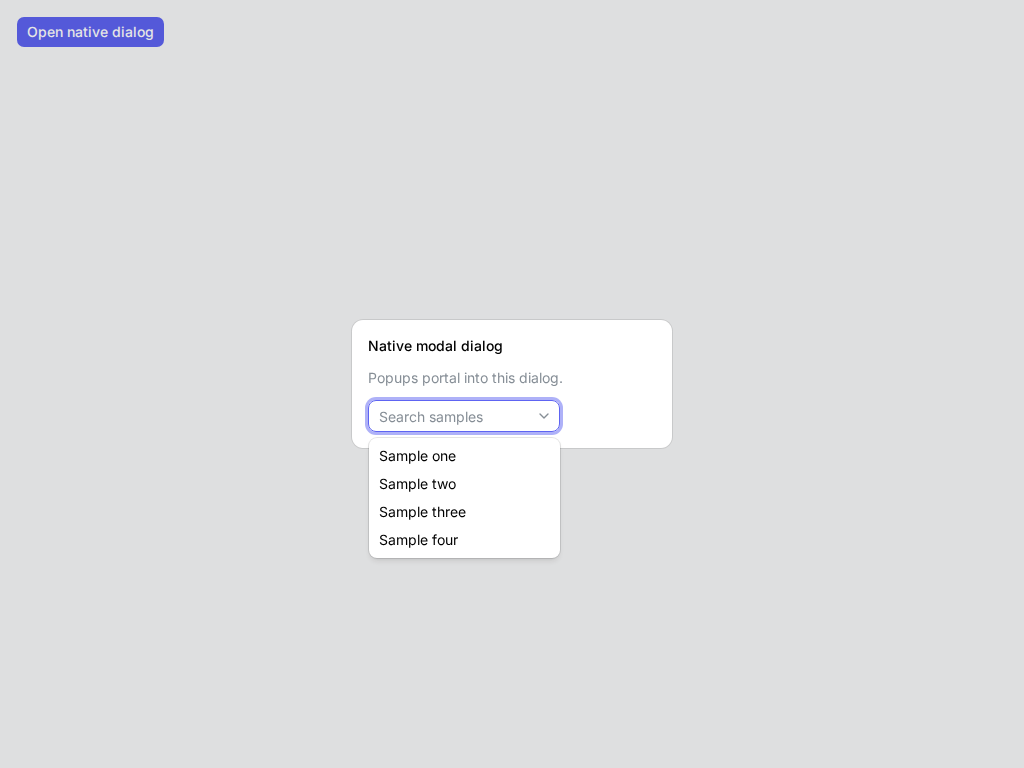 Open native dialog
Native modal dialog
Popups portal into this dialog.
Search samples
Sample one
Sample two
Sample three
Sample four